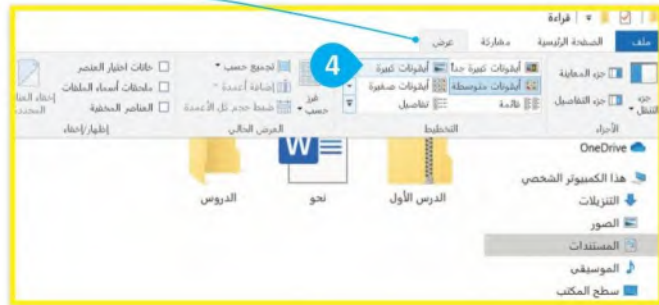 قراءة
ملف الصفحة الرئيسية مشاركة عرض
4
جزء المعاينة
جزء التفاصيل
جزء التنقل
أيقونات كبيرة جداً أيقونات كبيرة
أيقونات متوسطة أيقونات صغيرة
قائمة تفاصيل
حسب
تجميع حسب
إضافة أعمدة
ضبط حجم كل الأعمدة
خانات اختيار العنصر
ملحقات أسماء الملفات
العناصر المخفية
إخفاء
الأجزاء التخطيط العرض الحالي إظهار/إخفاء
W
الدرس الأول نحو الدروس
OneDrive
هذا الكمبيوتر الشخصي
التنزيلات
الصور
المستندات
الموسيقى
سطح المكتب